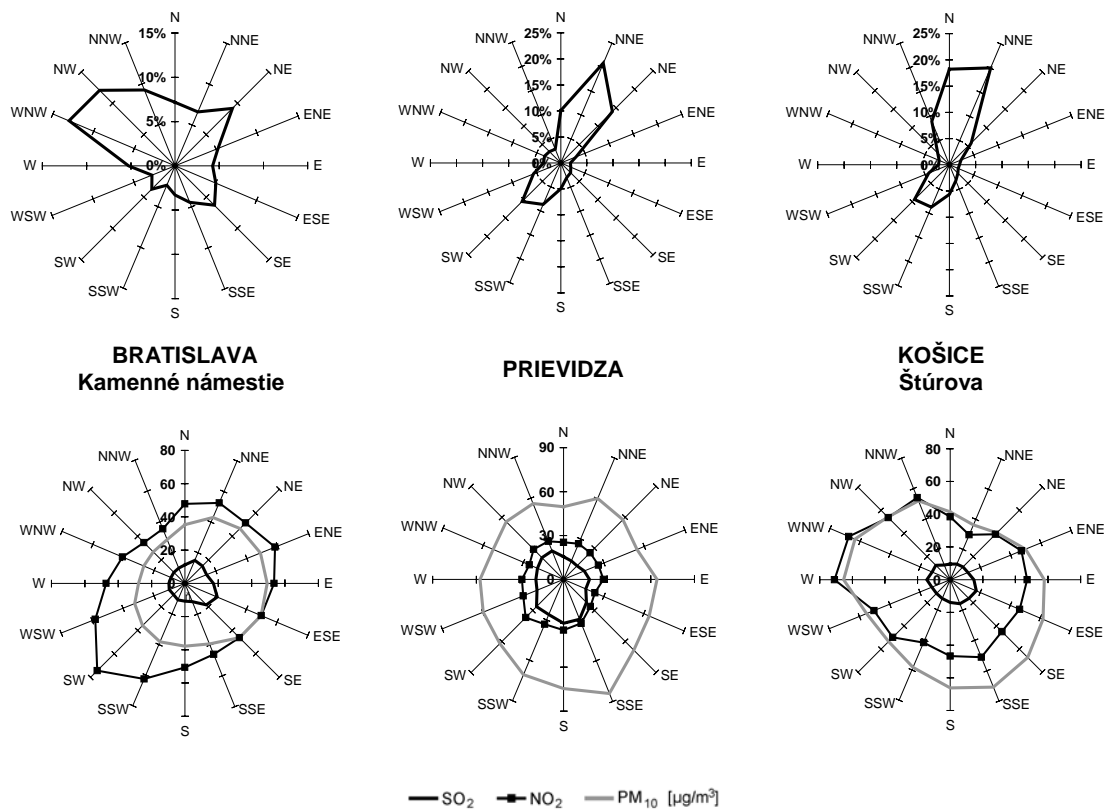 N
15%
NNW
NNE
10%
NW
NE
5%
WNW
ENE
W
0%
E
WSW
ESE
SW
SE
SSW
SSE
S
N
25%
NNW
NNE
20%
NW
15%
NE
10%
WNW
ENE
5%
W
0%
E
WSW
ESE
SW
SE
SSW
SSE
S
N
25%
NNW
NNE
20%
NW
15%
NE
10%
WNW
ENE
5%
W
0%
E
WSW
ESE
SW
SE
SSW
SSE
S
BRATISLAVA
Kamenné námestie
PRIEVIDZA
KOŠICE
Štúrova
N
80
NNW
NNE
60
NW
NE
40
WNW
ENE
20
W
0
E
WSW
ESE
SW
SE
SSW
SSE
S
N
90
NNW
NNE
60
NW
NE
30
WNW
ENE
W
0
E
WSW
ESE
SW
SE
SSW
SSE
S
N
80
NNW
NNE
60
NW
NE
40
WNW
ENE
20
W
0
E
WSW
ESE
SW
SE
SSW
SSE
S
SO₂ NO₂ PM₁₀ [µg/m³]